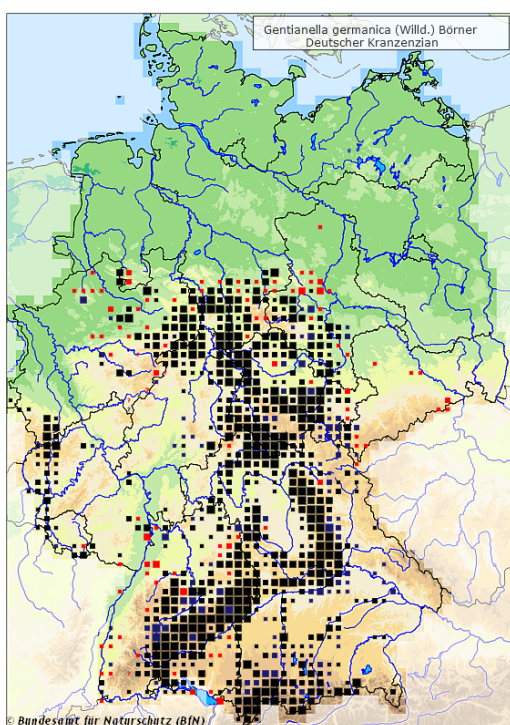 Gentianella germanica (Willd.) Börner
Deutscher Kranzenzian
© Bundesamt für Naturschutz (BfN)